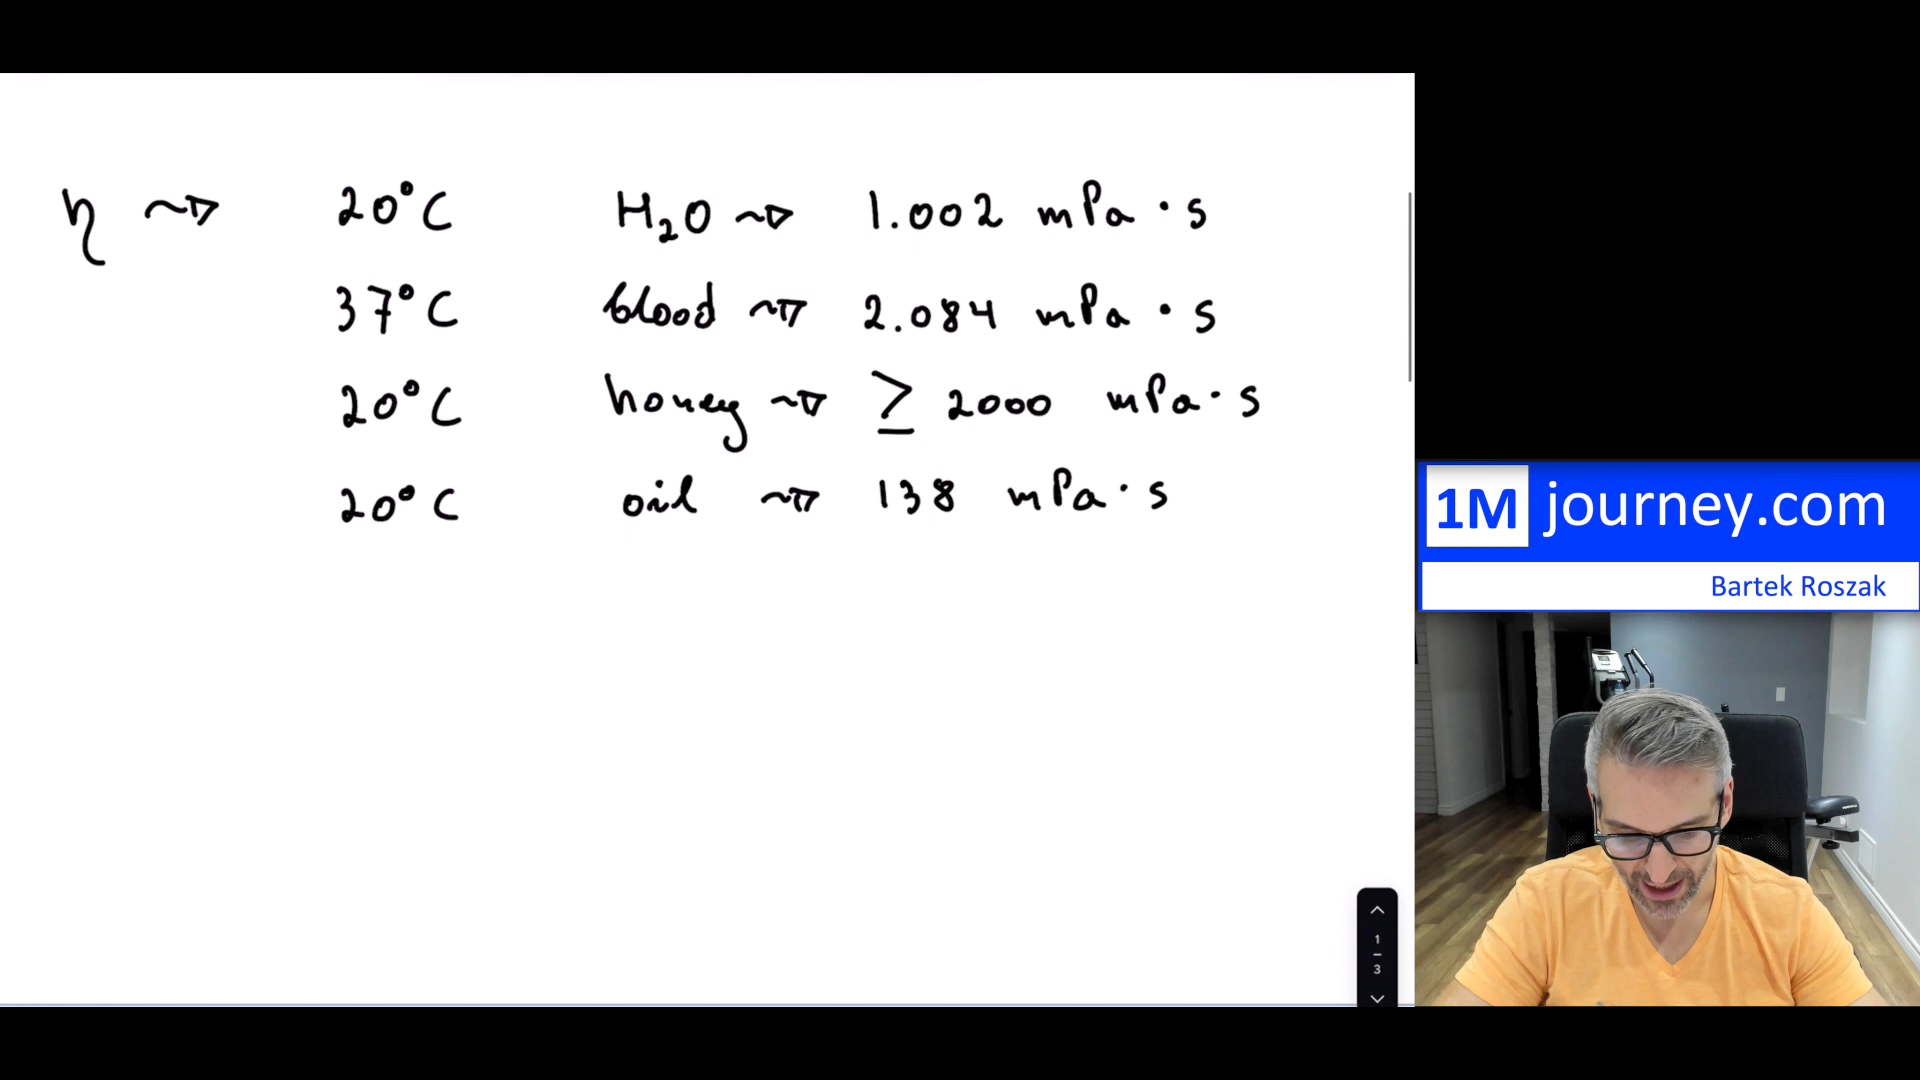 η ⇝ 20°C H₂O ⇝ 1.002 mPa · s
37°C blood ⇝ 2.084 mPa · s
20°C honey ⇝ ≥ 2000 mPa · s
20°C oil ⇝ 138 mPa · s
1M journey.com
Bartek Roszak
1
3